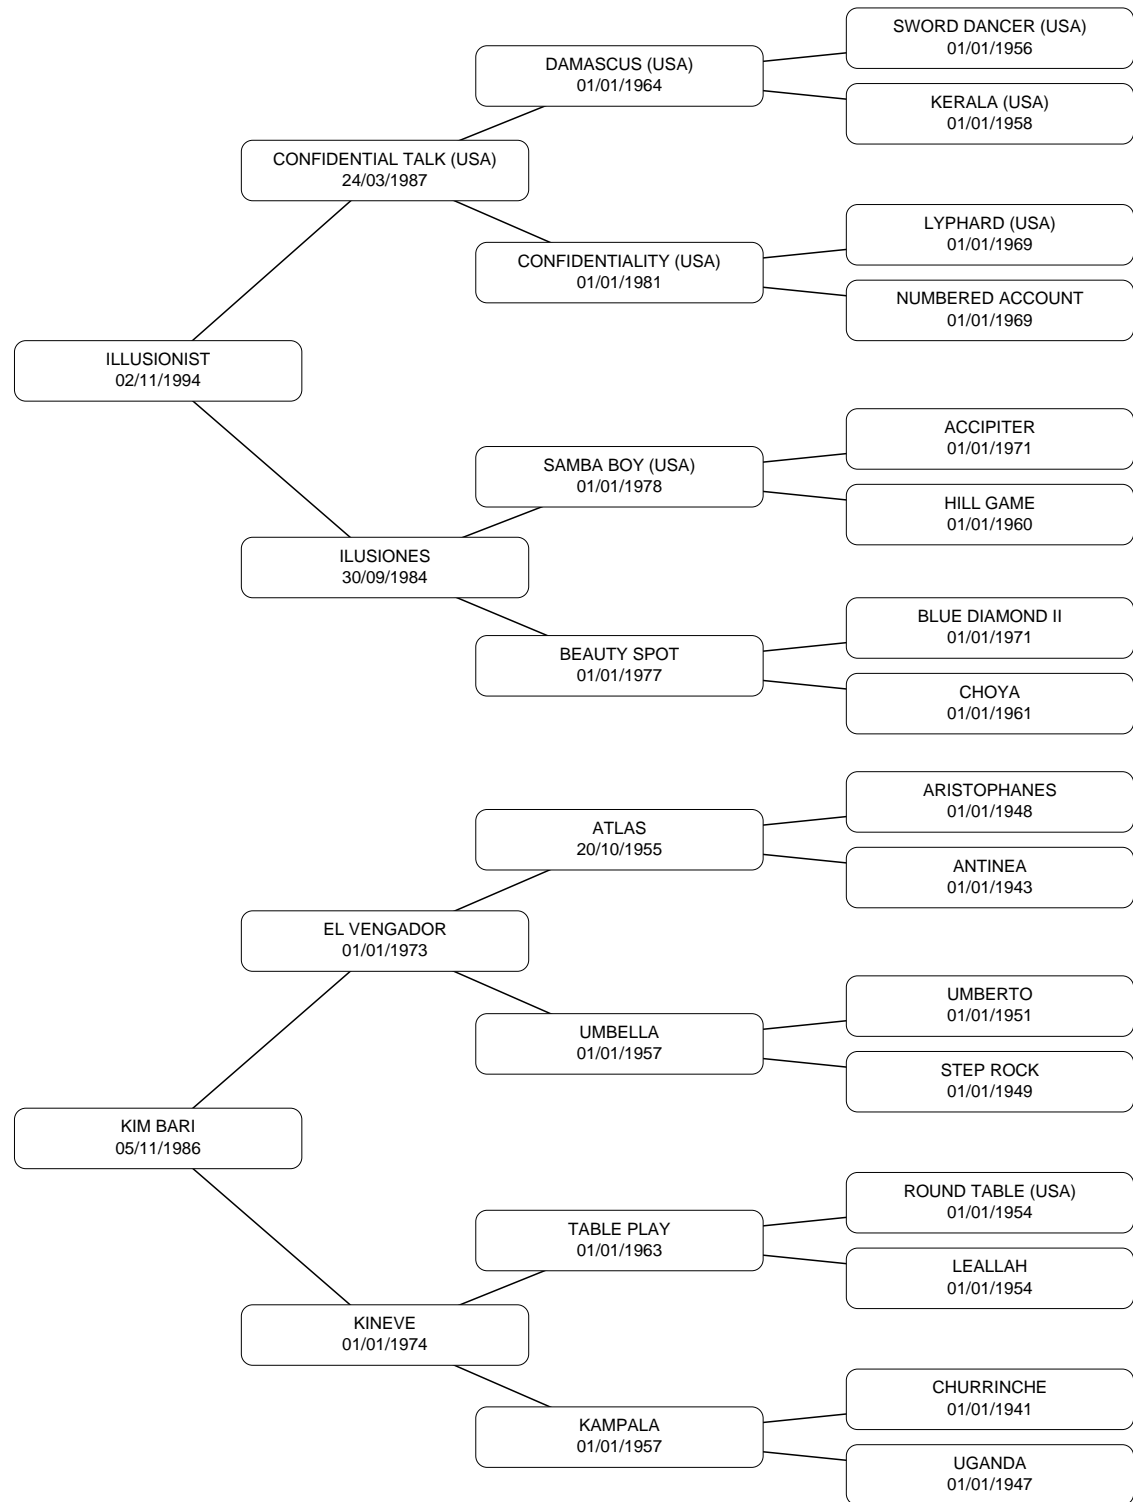 SWORD DANCER (USA)
01/01/1956
DAMASCUS (USA)
01/01/1964
KERALA (USA)
01/01/1958
CONFIDENTIAL TALK (USA)
24/03/1987
LYPHARD (USA)
01/01/1969
CONFIDENTIALITY (USA)
01/01/1981
NUMBERED ACCOUNT
01/01/1969
ILLUSIONIST
02/11/1994
ACCIPITER
01/01/1971
SAMBA BOY (USA)
01/01/1978
HILL GAME
01/01/1960
ILUSIONES
30/09/1984
BLUE DIAMOND II
01/01/1971
BEAUTY SPOT
01/01/1977
CHOYA
01/01/1961
ARISTOPHANES
01/01/1948
ATLAS
20/10/1955
ANTINEA
01/01/1943
EL VENGADOR
01/01/1973
UMBERTO
01/01/1951
UMBELLA
01/01/1957
STEP ROCK
01/01/1949
KIM BARI
05/11/1986
ROUND TABLE (USA)
01/01/1954
TABLE PLAY
01/01/1963
LEALLAH
01/01/1954
KINEVE
01/01/1974
CHURRINCHE
01/01/1941
KAMPALA
01/01/1957
UGANDA
01/01/1947